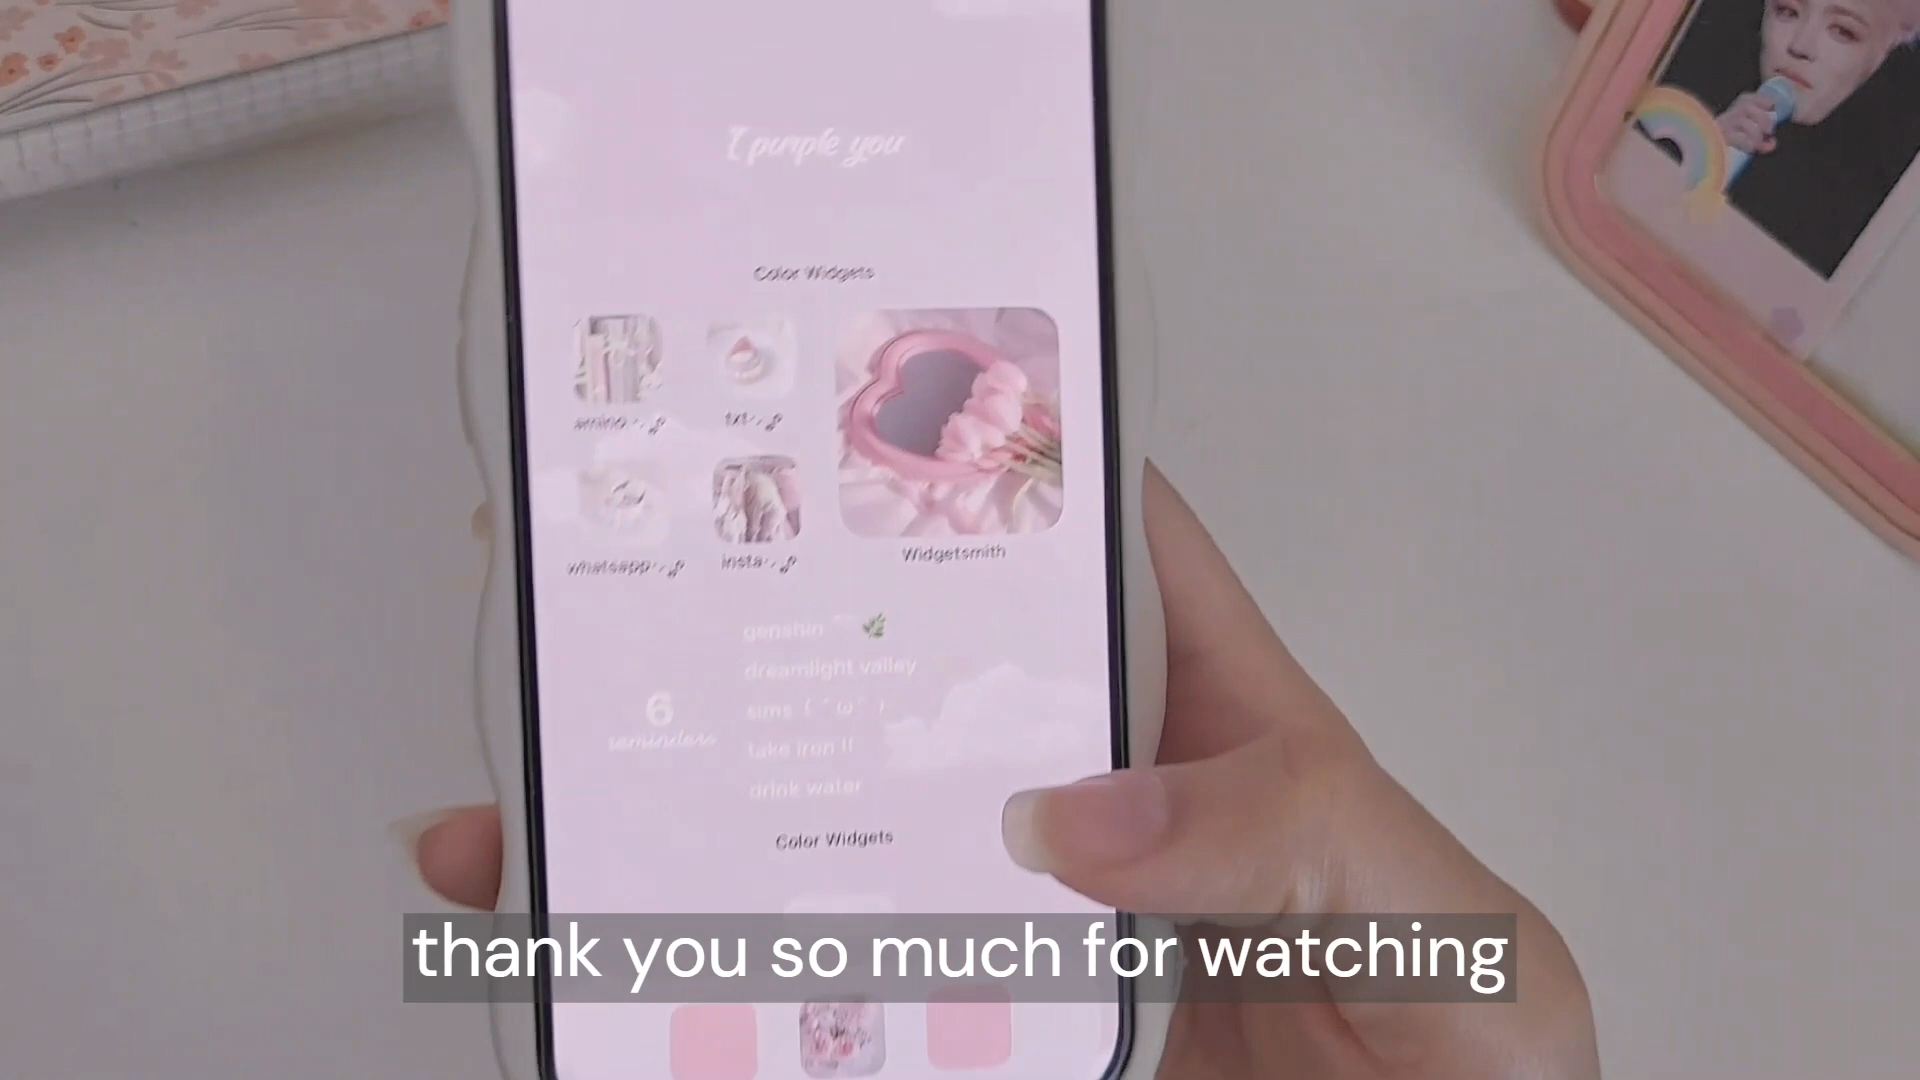 I purple you
Color Widgets
amino
txt
Widgetsmith
whatsapp
insta
genshin
dreamlight valley
sims ( ´ω` )
6
reminders
take iron !!
drink water
Color Widgets
thank you so much for watching